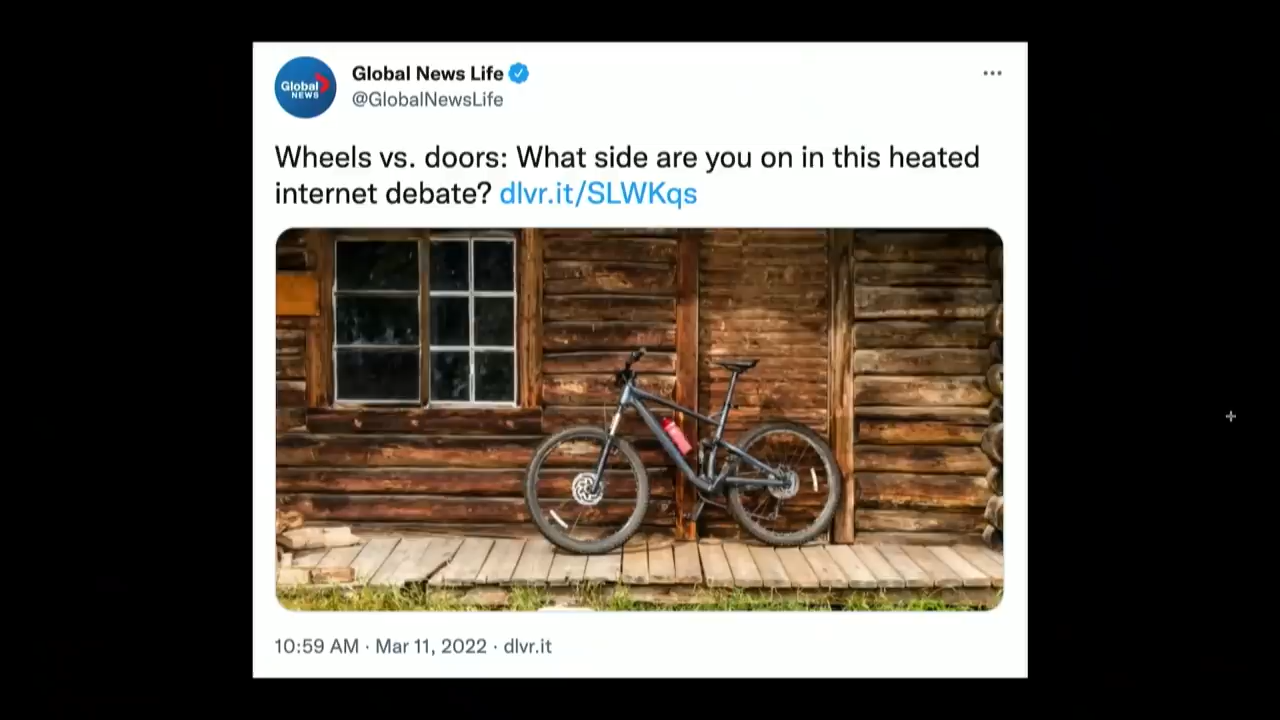 Global
NEWS
Global News Life
@GlobalNewsLife
Wheels vs. doors: What side are you on in this heated
internet debate? dlvr.it/SLWKqs
10:59 AM · Mar 11, 2022 · dlvr.it